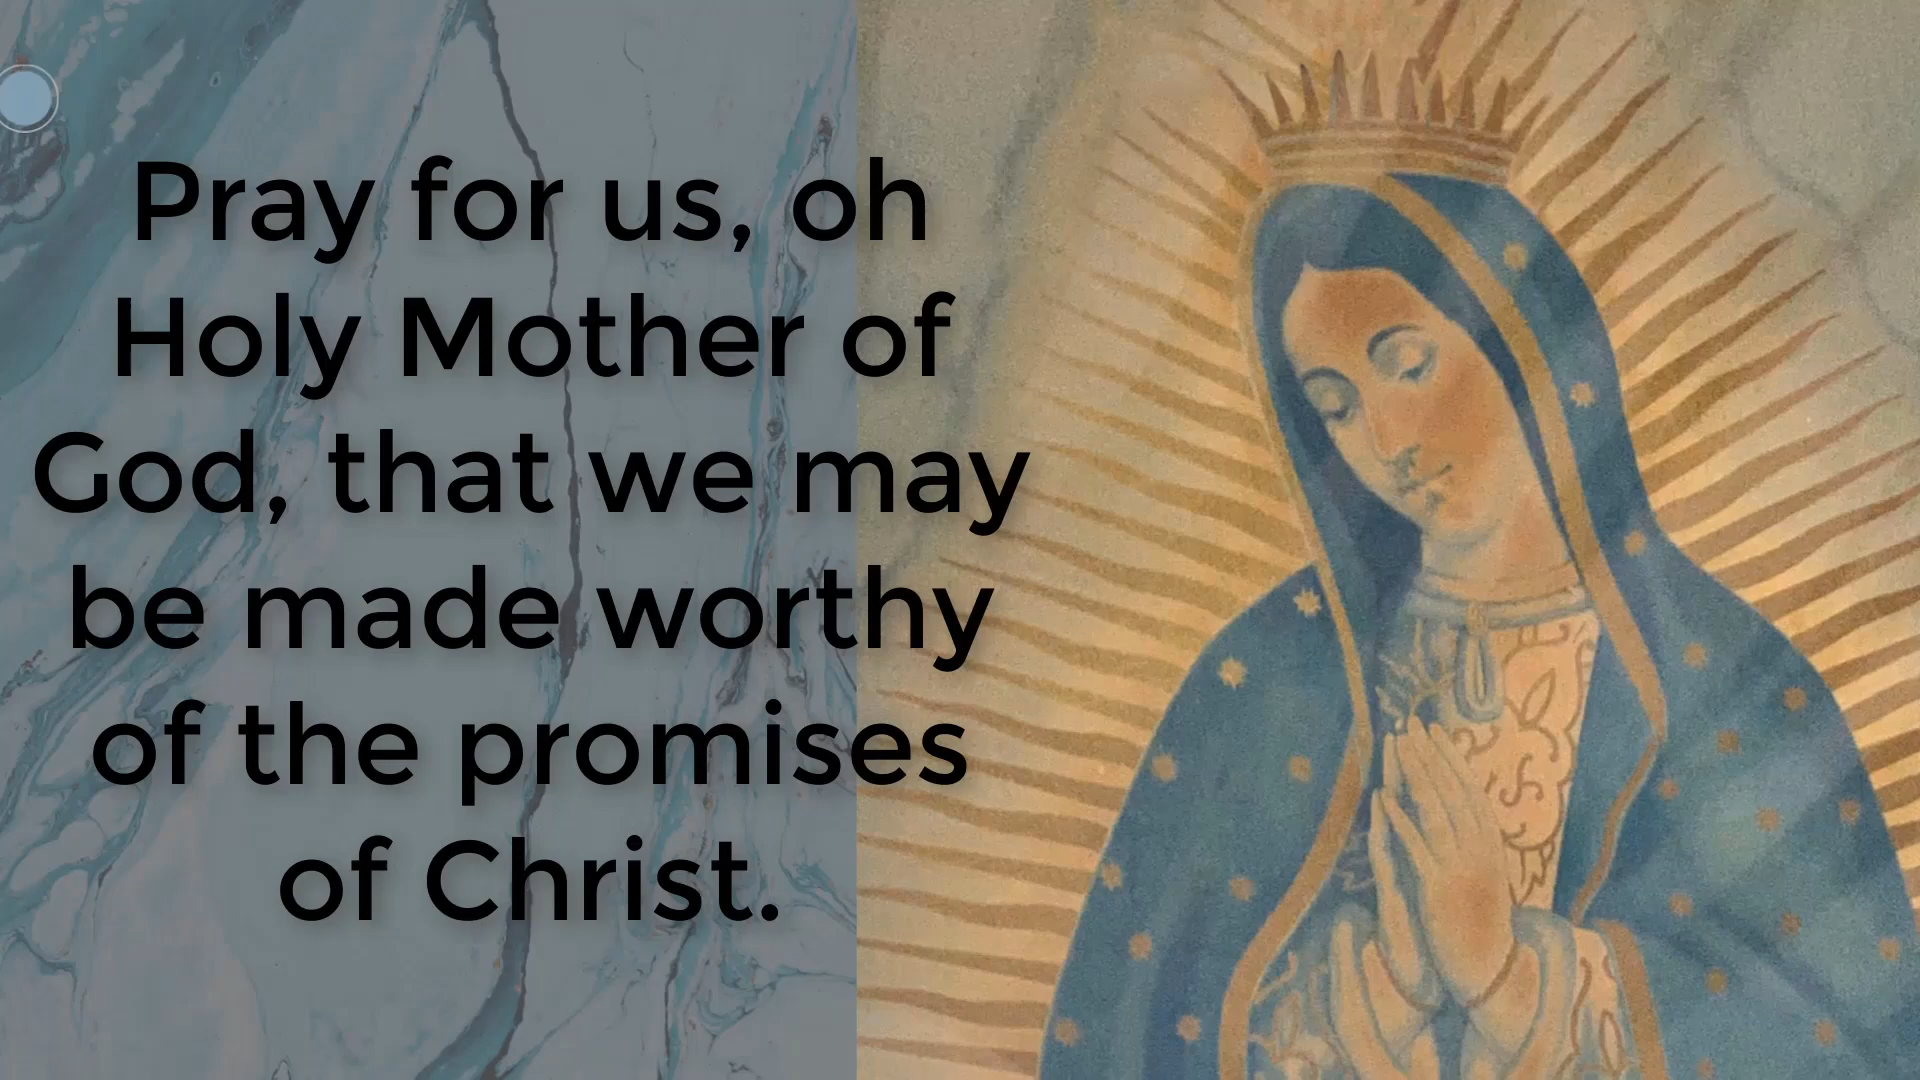 Pray for us, oh
Holy Mother of
God, that we may
be made worthy
of the promises
of Christ.